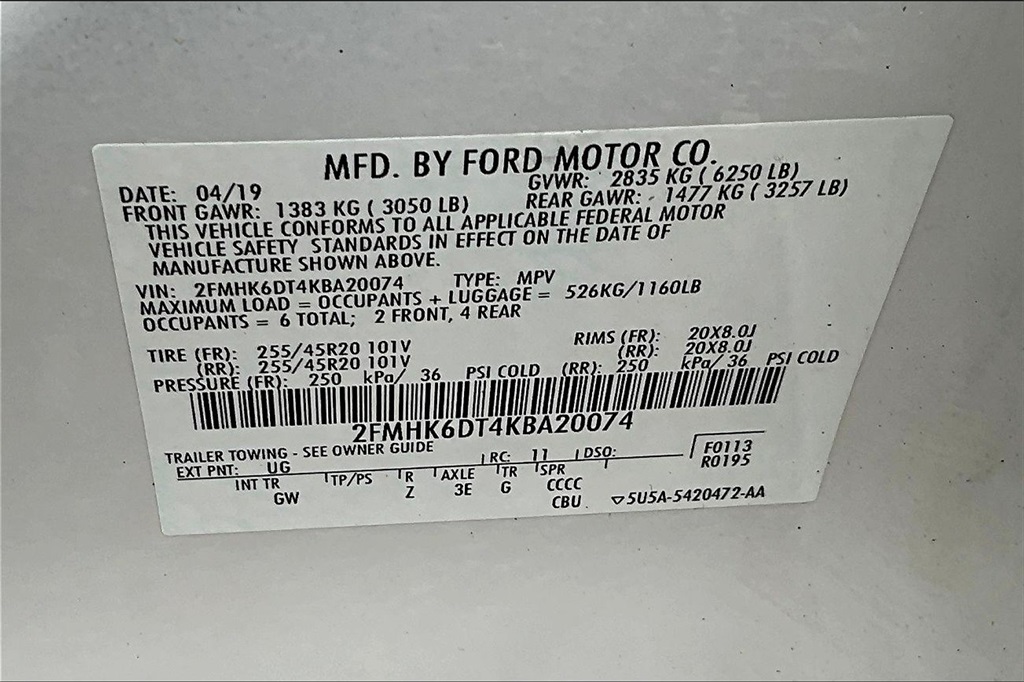 MFD. BY FORD MOTOR CO.
DATE: 04/19 GVWR: 2835 KG ( 6250 LB)
FRONT GAWR: 1383 KG ( 3050 LB) REAR GAWR: 1477 KG ( 3257 LB)
THIS VEHICLE CONFORMS TO ALL APPLICABLE FEDERAL MOTOR
VEHICLE SAFETY STANDARDS IN EFFECT ON THE DATE OF
MANUFACTURE SHOWN ABOVE.
VIN: 2FMHK6DT4KBA20074 TYPE: MPV
MAXIMUM LOAD = OCCUPANTS + LUGGAGE = 526KG/1160LB
OCCUPANTS = 6 TOTAL; 2 FRONT, 4 REAR
TIRE (FR): 255/45R20 101V RIMS (FR): 20X8.0J
(RR): 255/45R20 101V (RR): 20X8.0J
PRESSURE (FR): 250 kPa/ 36 PSI COLD (RR): 250 kPa/ 36 PSI COLD
2FMHK6DT4KBA20074
TRAILER TOWING - SEE OWNER GUIDE
EXT PNT: UG RC: 11 DSO: F0113
R0195
INT TR TP/PS R AXLE TR SPR
GW Z 3E G CCCC
CBU ▽5U5A-5420472-AA